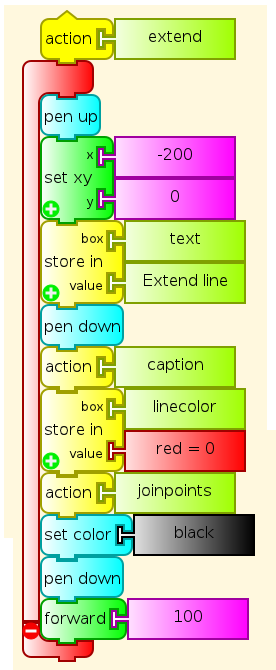 action extend
pen up
x -200
set xy
y 0
box text
store in
value Extend line
pen down
action caption
box linecolor
store in
value red = 0
action joinpoints
set color black
pen down
forward 100